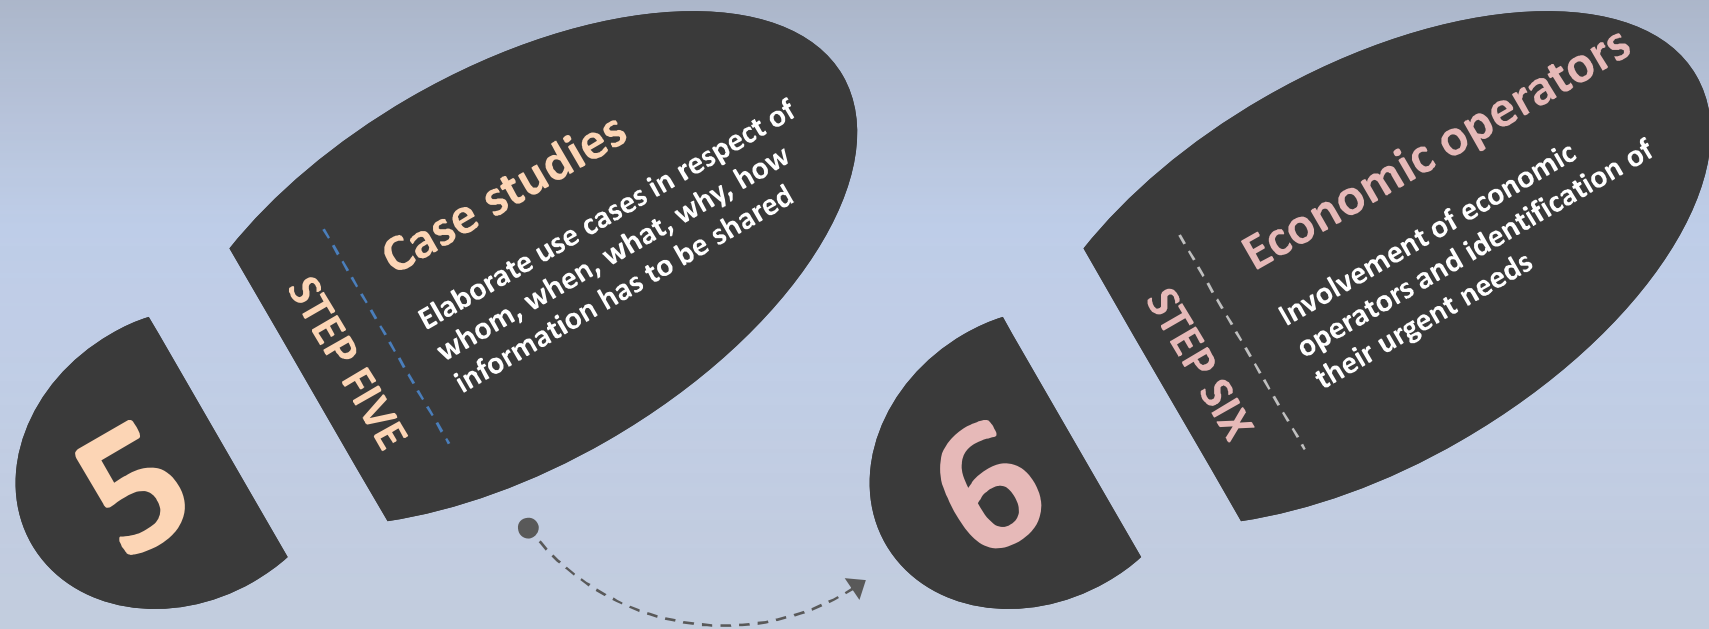 5
STEP FIVE
Case studies
Elaborate use cases in respect of
whom, when, what, why, how
information has to be shared
6
STEP SIX
Economic operators
Involvement of economic
operators and identification of
their urgent needs